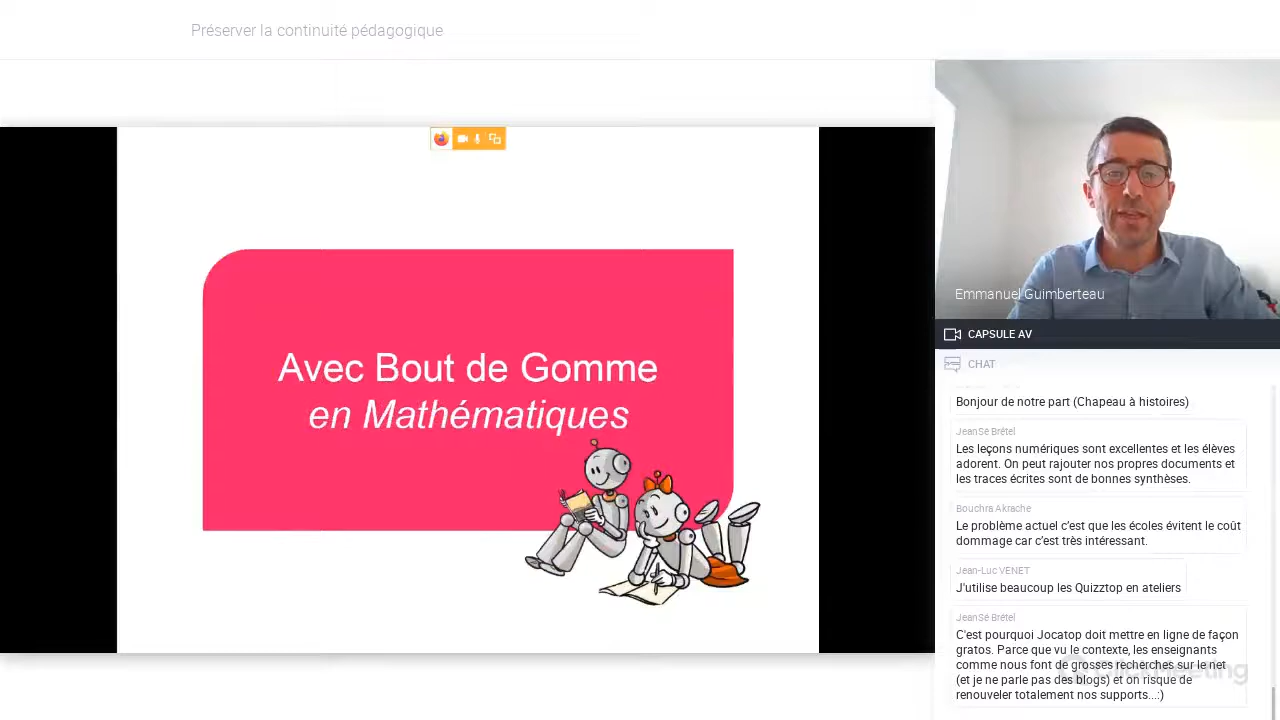 Préserver la continuité pédagogique
Avec Bout de Gomme
en Mathématiques
Emmanuel Guimberteau
CAPSULE AV
CHAT
Bonjour de notre part (Chapeau à histoires)
JeanSé Brétel
Les leçons numériques sont excellentes et les élèves
adorent. On peut rajouter nos propres documents et
les traces écrites sont de bonnes synthèses.
Bouchra Akrache
Le problème actuel c’est que les écoles évitent le coût
dommage car c’est très intéressant.
Jean-Luc VENET
J'utilise beaucoup les Quizztop en ateliers
JeanSé Brétel
C'est pourquoi Jocatop doit mettre en ligne de façon
gratos. Parce que vu le contexte, les enseignants
comme nous font de grosses recherches sur le net
(et je ne parle pas des blogs) et on risque de
renouveler totalement nos supports...:)
ClickMeeting